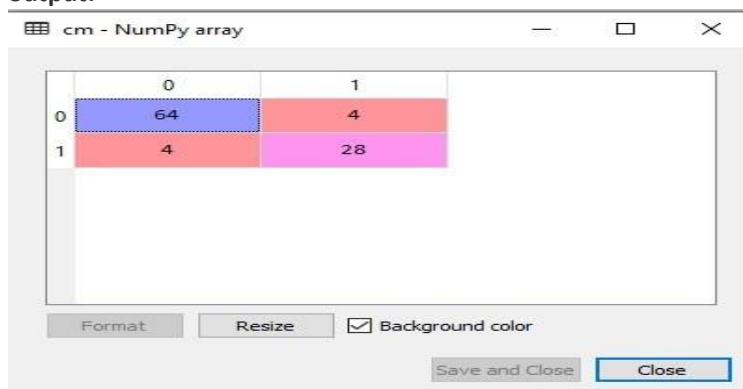 cm - NumPy array
0 1
0 64 4
1 4 28
Format Resize Background color
Save and Close Close